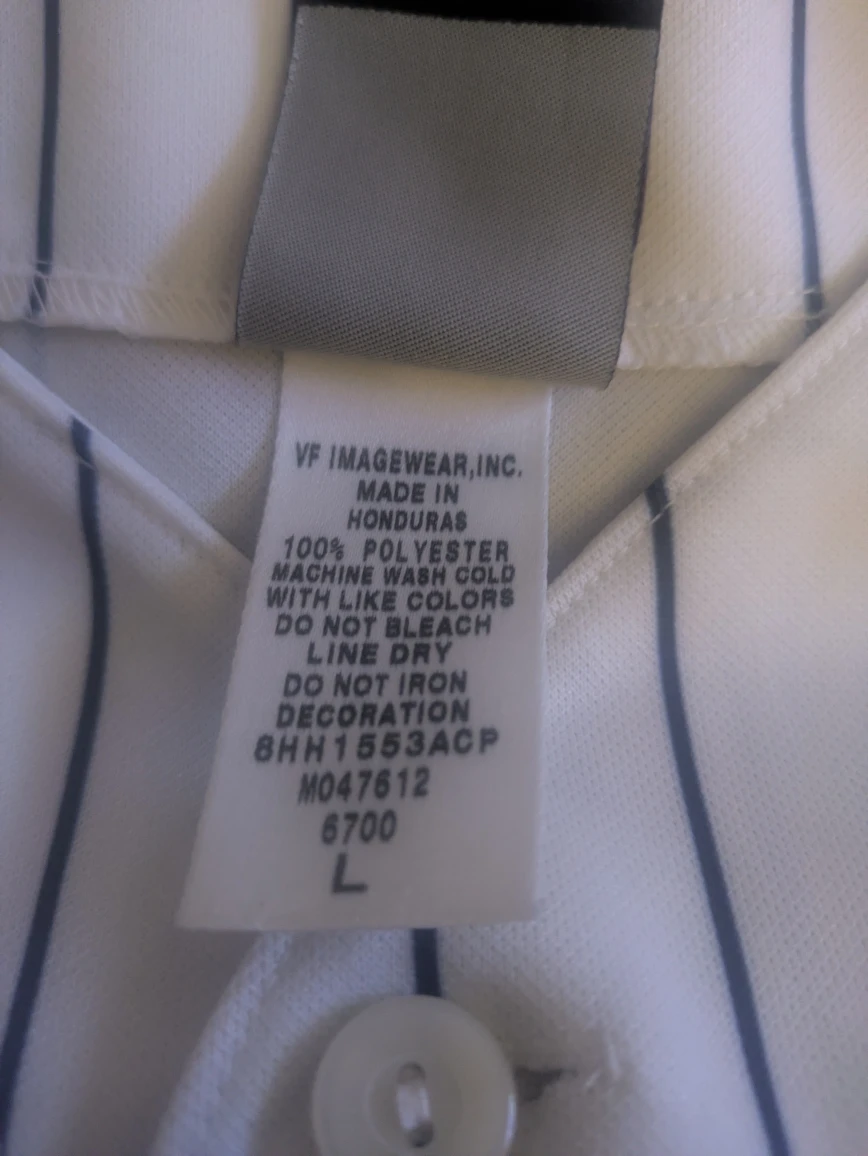 VF IMAGEWEAR,INC.
MADE IN
HONDURAS
100% POLYESTER
MACHINE WASH COLD
WITH LIKE COLORS
DO NOT BLEACH
LINE DRY
DO NOT IRON
DECORATION
8HH1553ACP
M047612
6700
L